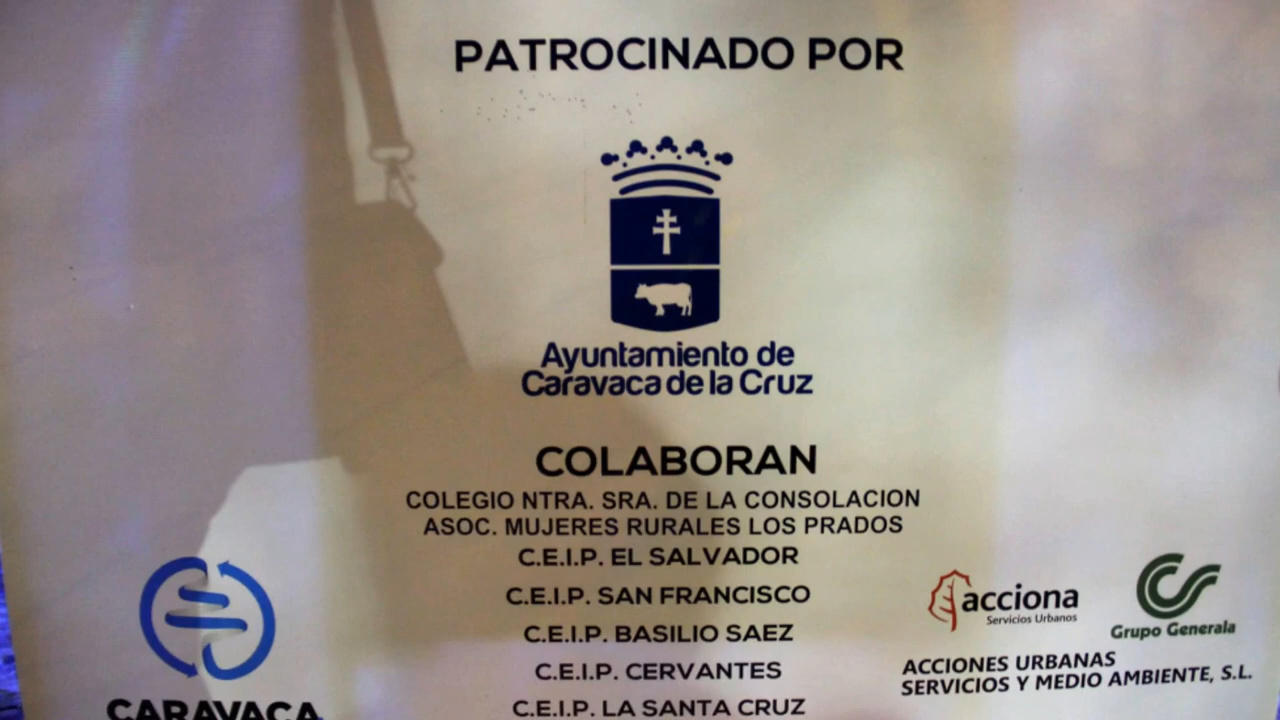 PATROCINADO POR
Ayuntamiento de
Caravaca de la Cruz
COLABORAN
COLEGIO NTRA. SRA. DE LA CONSOLACION
ASOC. MUJERES RURALES LOS PRADOS
C.E.I.P. EL SALVADOR
C.E.I.P. SAN FRANCISCO
C.E.I.P. BASILIO SAEZ
C.E.I.P. CERVANTES
C.E.I.P. LA SANTA CRUZ
CARAVACA
acciona
Servicios Urbanos
Grupo Generala
ACCIONES URBANAS
SERVICIOS Y MEDIO AMBIENTE, S.L.